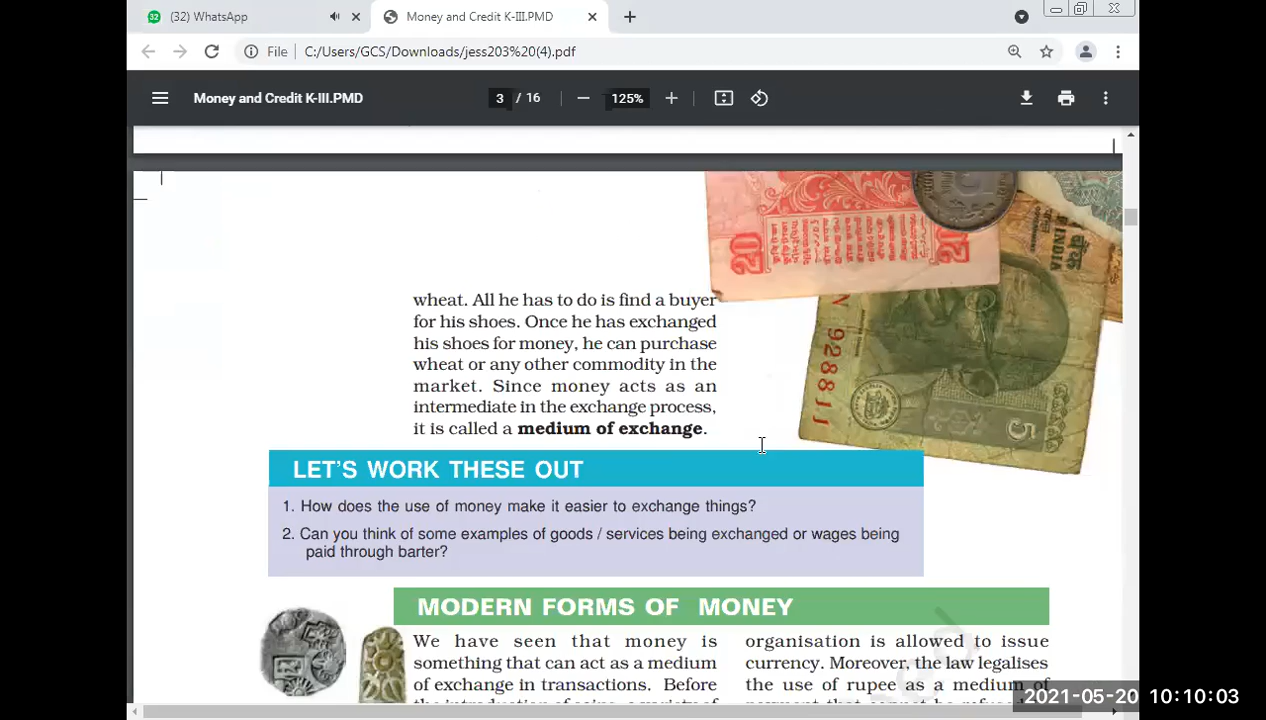 (32) WhatsApp
Money and Credit K-III.PMD
File C:/Users/GCS/Downloads/jess203%20(4).pdf
Money and Credit K-III.PMD
3 / 16
125%
20
20
INDIA
928811
5
wheat. All he has to do is find a buyer
for his shoes. Once he has exchanged
his shoes for money, he can purchase
wheat or any other commodity in the
market. Since money acts as an
intermediate in the exchange process,
it is called a medium of exchange.
LET'S WORK THESE OUT
1. How does the use of money make it easier to exchange things?
2. Can you think of some examples of goods / services being exchanged or wages being
paid through barter?
MODERN FORMS OF MONEY
We have seen that money is
something that can act as a medium
of exchange in transactions. Before
organisation is allowed to issue
currency. Moreover, the law legalises
the use of rupee as a medium of
2021-05-20 10:10:03